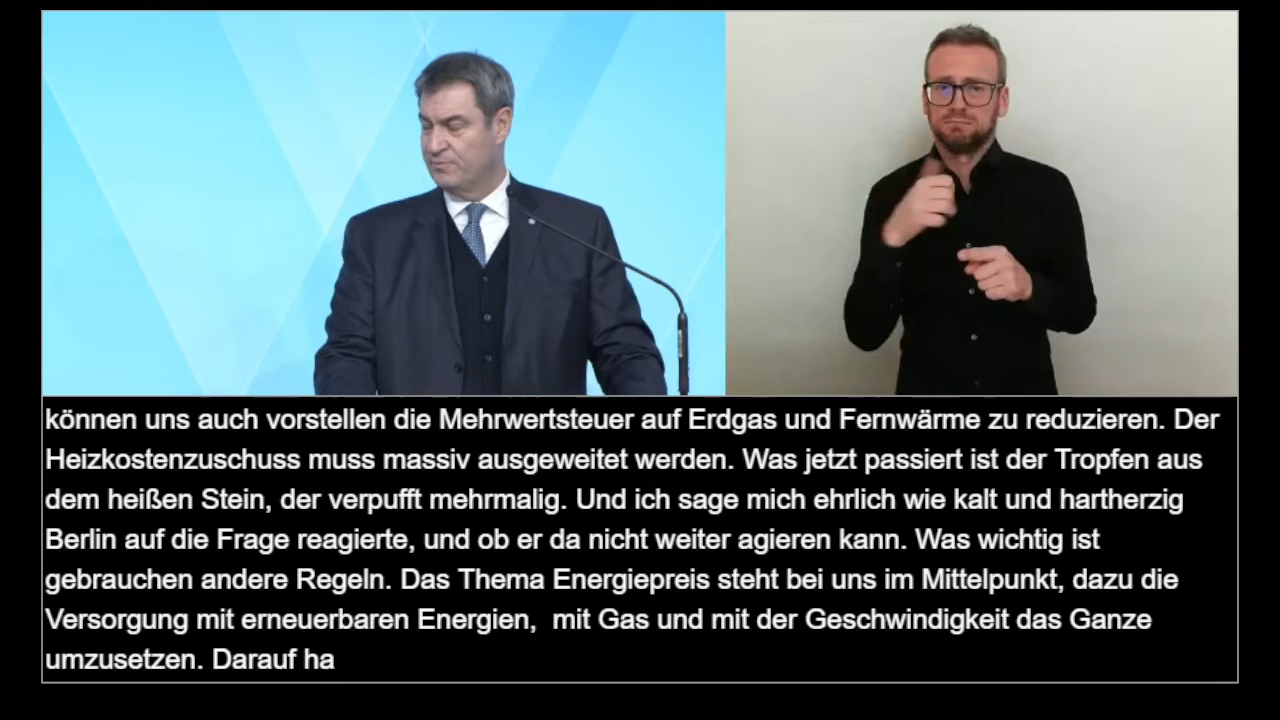 können uns auch vorstellen die Mehrwertsteuer auf Erdgas und Fernwärme zu reduzieren. Der
Heizkostenzuschuss muss massiv ausgeweitet werden. Was jetzt passiert ist der Tropfen aus
dem heißen Stein, der verpufft mehrmalig. Und ich sage mich ehrlich wie kalt und hartherzig
Berlin auf die Frage reagierte, und ob er da nicht weiter agieren kann. Was wichtig ist
gebrauchen andere Regeln. Das Thema Energiepreis steht bei uns im Mittelpunkt, dazu die
Versorgung mit erneuerbaren Energien,  mit Gas und mit der Geschwindigkeit das Ganze
umzusetzen. Darauf ha